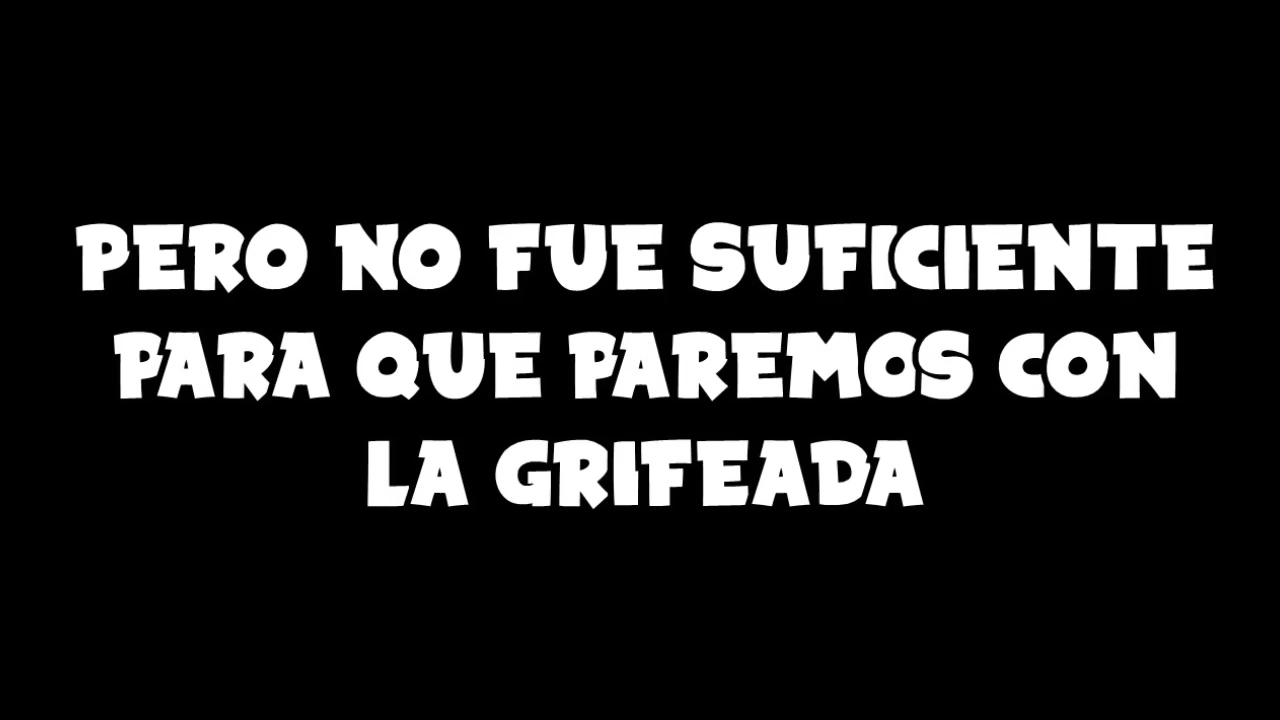 PERO NO FUE SUFICIENTE
PARA QUE PAREMOS CON
LA GRIFEADA